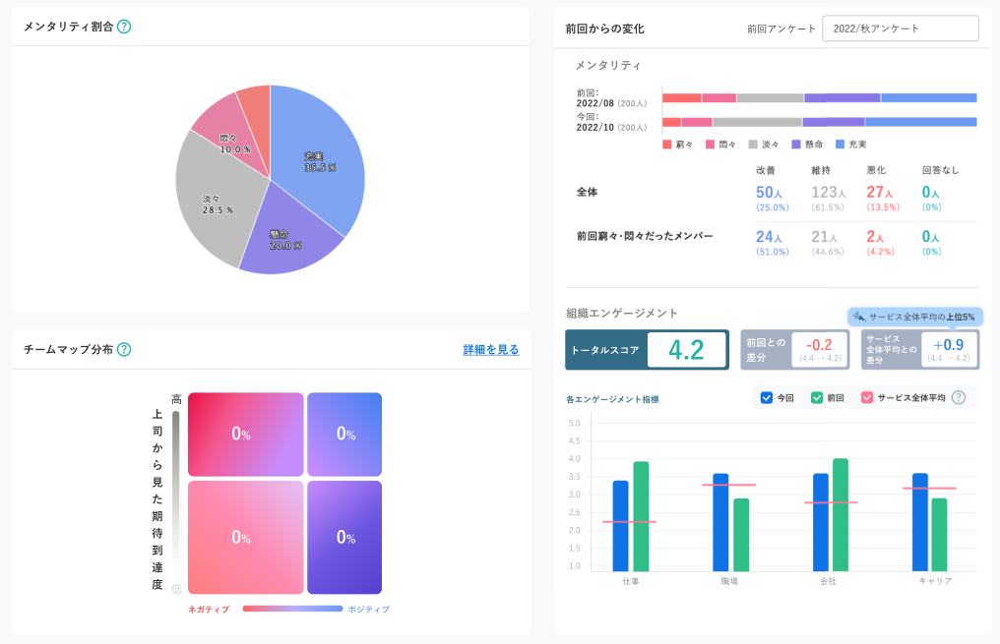 メンタリティ割合 ?
充実
35.5 %
懸命
20.0 %
淡々
28.5 %
悶々
10.0 %
チームマップ分布 ?
詳細を見る
高
上司から見た期待到達度
低
0%
0%
0%
0%
ネガティブ
ポジティブ
前回からの変化
前回アンケート
2022/秋アンケート
メンタリティ
前回：
2022/08 (200人)
今回：
2022/10 (200人)
窮々 悶々 淡々 懸命 充実
改善 維持 悪化 回答なし
全体 50人 123人 27人 0人
(25.0%) (61.5%) (13.5%) (0%)
前回窮々･悶々だったメンバー 24人 21人 2人 0人
(51.0%) (44.6%) (4.2%) (0%)
組織エンゲージメント
サービス全体平均の上位5%
トータルスコア 4.2
前回との
差分
-0.2
(4.4 → 4.2)
サービス
全体平均との
差分
+0.9
(4.4 → 4.2)
各エンゲージメント指標
今回 前回 サービス全体平均 ?
5.0
4.5
4.0
3.5
3.0
2.5
2.0
1.5
1.0
仕事 職場 会社 キャリア